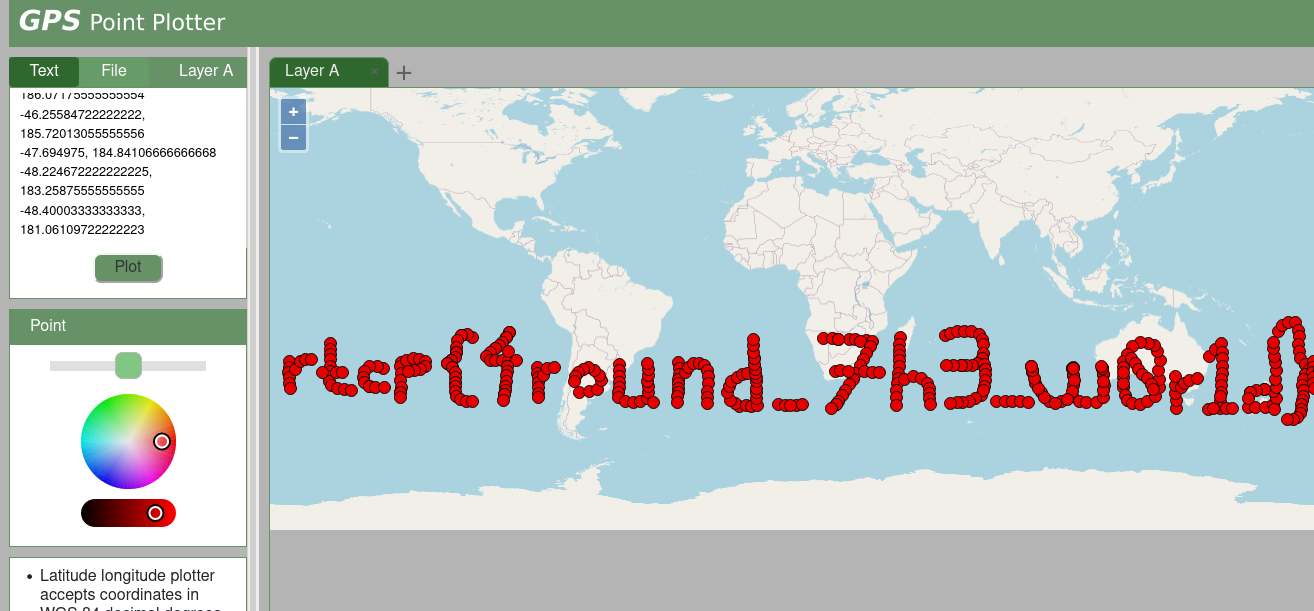 GPS Point Plotter
Text File Layer A
186.07175555555554
-46.25584722222222,
185.72013055555556
-47.694975, 184.84106666666668
-48.224672222222225,
183.25875555555555
-48.40003333333333,
181.06109722222223
Plot
Point
• Latitude longitude plotter
accepts coordinates in
WGS 84 decimal degrees
Layer A × +
+
−
rtcp{4round_7h3_w0r1d}